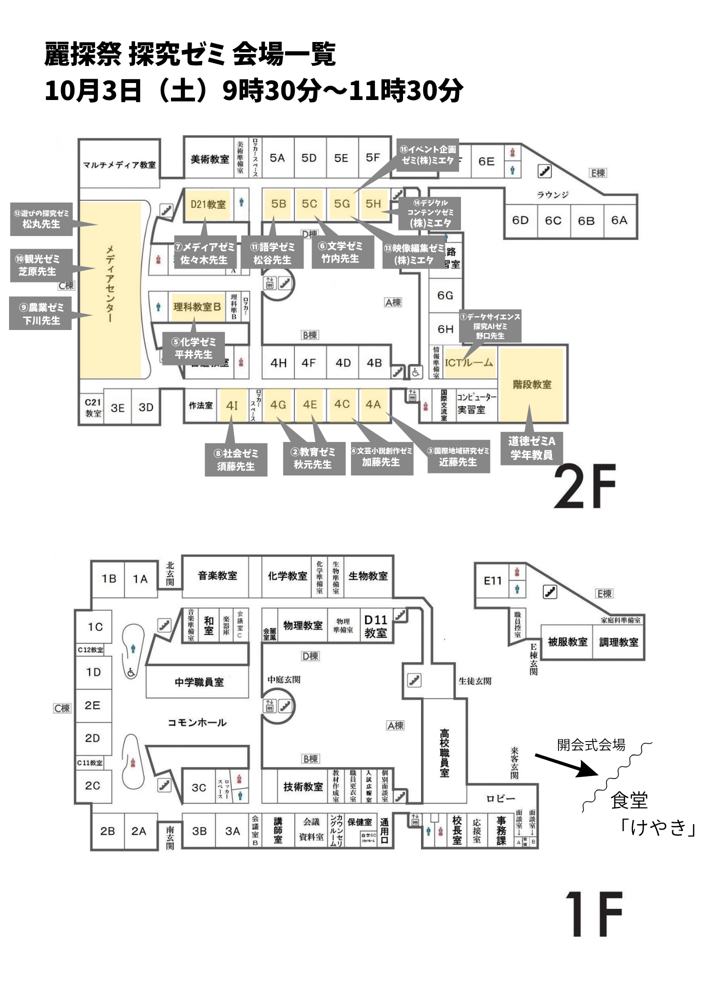 麗探祭 探究ゼミ 会場一覧
10月3日（土）9時30分～11時30分
マルチメディア教室
美術教室
美術準備室
ロッカースペース
5A
5D
5E
5F
⑮イベント企画
ゼミ(株)ミエタ
6E
E棟
ラウンジ
6D
6C
6B
6A
D21教室
5B
5C
5G
5H
⑭デジタル
コンテンツゼミ
(株)ミエタ
⑫遊びの探究ゼミ
松丸先生
⑩観光ゼミ
芝原先生
C棟
⑨農業ゼミ
下川先生
メディアセンター
D棟
⑦メディアゼミ
佐々木先生
⑪語学ゼミ
松谷先生
⑥文学ゼミ
竹内先生
⑬映像編集ゼミ
(株)ミエタ
路
習室
A
理科教室B
理科準B
ロッカー
A棟
6G
6H
①データサイエンス
探究AIゼミ
野口先生
B棟
⑤化学ゼミ
平井先生
4H
4F
4D
4B
情報準備室
ICTルーム
階段教室
C21
教室
3E
3D
作法室
4I
ロッカースペース
4G
4E
4C
4A
国際交流室
コンピューター
実習室
⑧社会ゼミ
須藤先生
②教育ゼミ
秋元先生
④文芸小説創作ゼミ
加藤先生
③国際地域研究ゼミ
近藤先生
道徳ゼミA
学年教員
2F
1B
1A
北玄関
音楽教室
化学教室
化学準備室
生物準備室
生物教室
E11
E棟
1C
音楽準備室
和室
楽器庫
会議室C
麗鳳
会室
物理教室
物理
準備室
D11
教室
職員控室
家庭科準備室
被服教室
調理教室
E棟玄関
C12教室
1D
D棟
中学職員室
中庭玄関
生徒玄関
2E
C棟
コモンホール
A棟
2D
高校職員室
C11教室
B棟
来客玄関
開会式会場
2C
3C
ロッカー
スペース
技術教室
教材作成室
職員更衣室
入試広報室
個別面談室
ロビー
食堂
「けやき」
2B
2A
南玄関
3B
3A
会議室B
講師室
会議
資料室
カウンセリングルーム
保健室
自学SC
通用口
校長室
応接室
事務課
面談室↓
面談室↓
A
B
1F